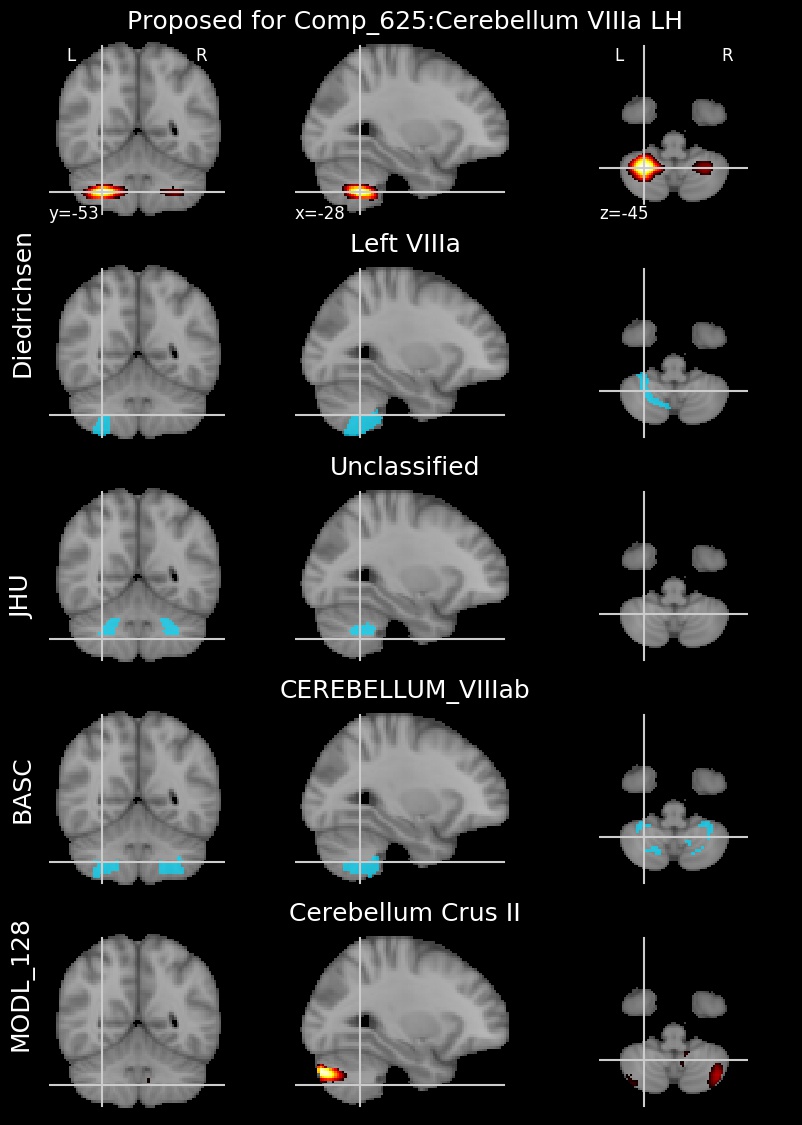 Proposed for Comp_625:Cerebellum VIIIa LH
L R
L R
y=-53
x=-28
z=-45
Diedrichsen
Left VIIIa
JHU
Unclassified
BASC
CEREBELLUM_VIIIab
MODL_128
Cerebellum Crus II